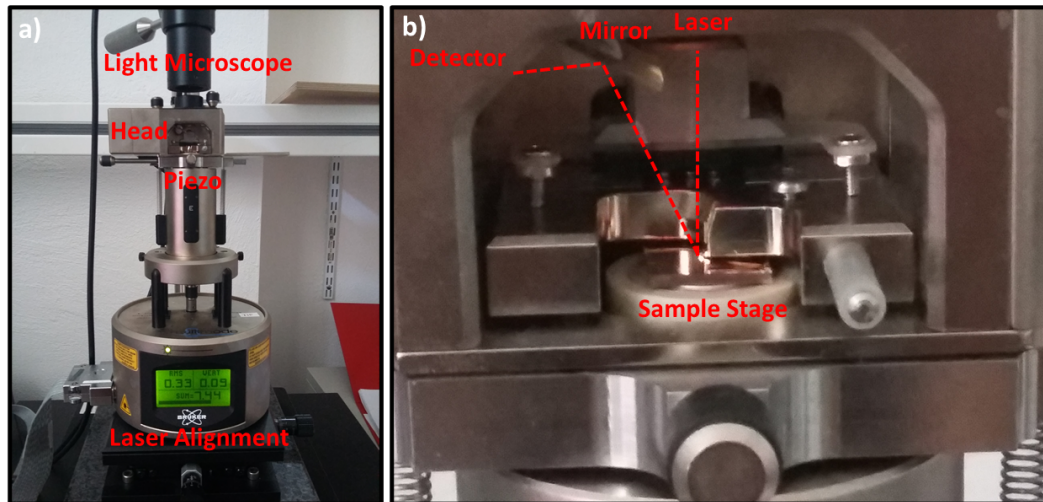 a)
Light Microscope
Head
Piezo
E
RMS : VERT
0.33 0.09
SUM=7.44
BRUKER
Laser Alignment
b)
Laser
Mirror
Detector
Sample Stage